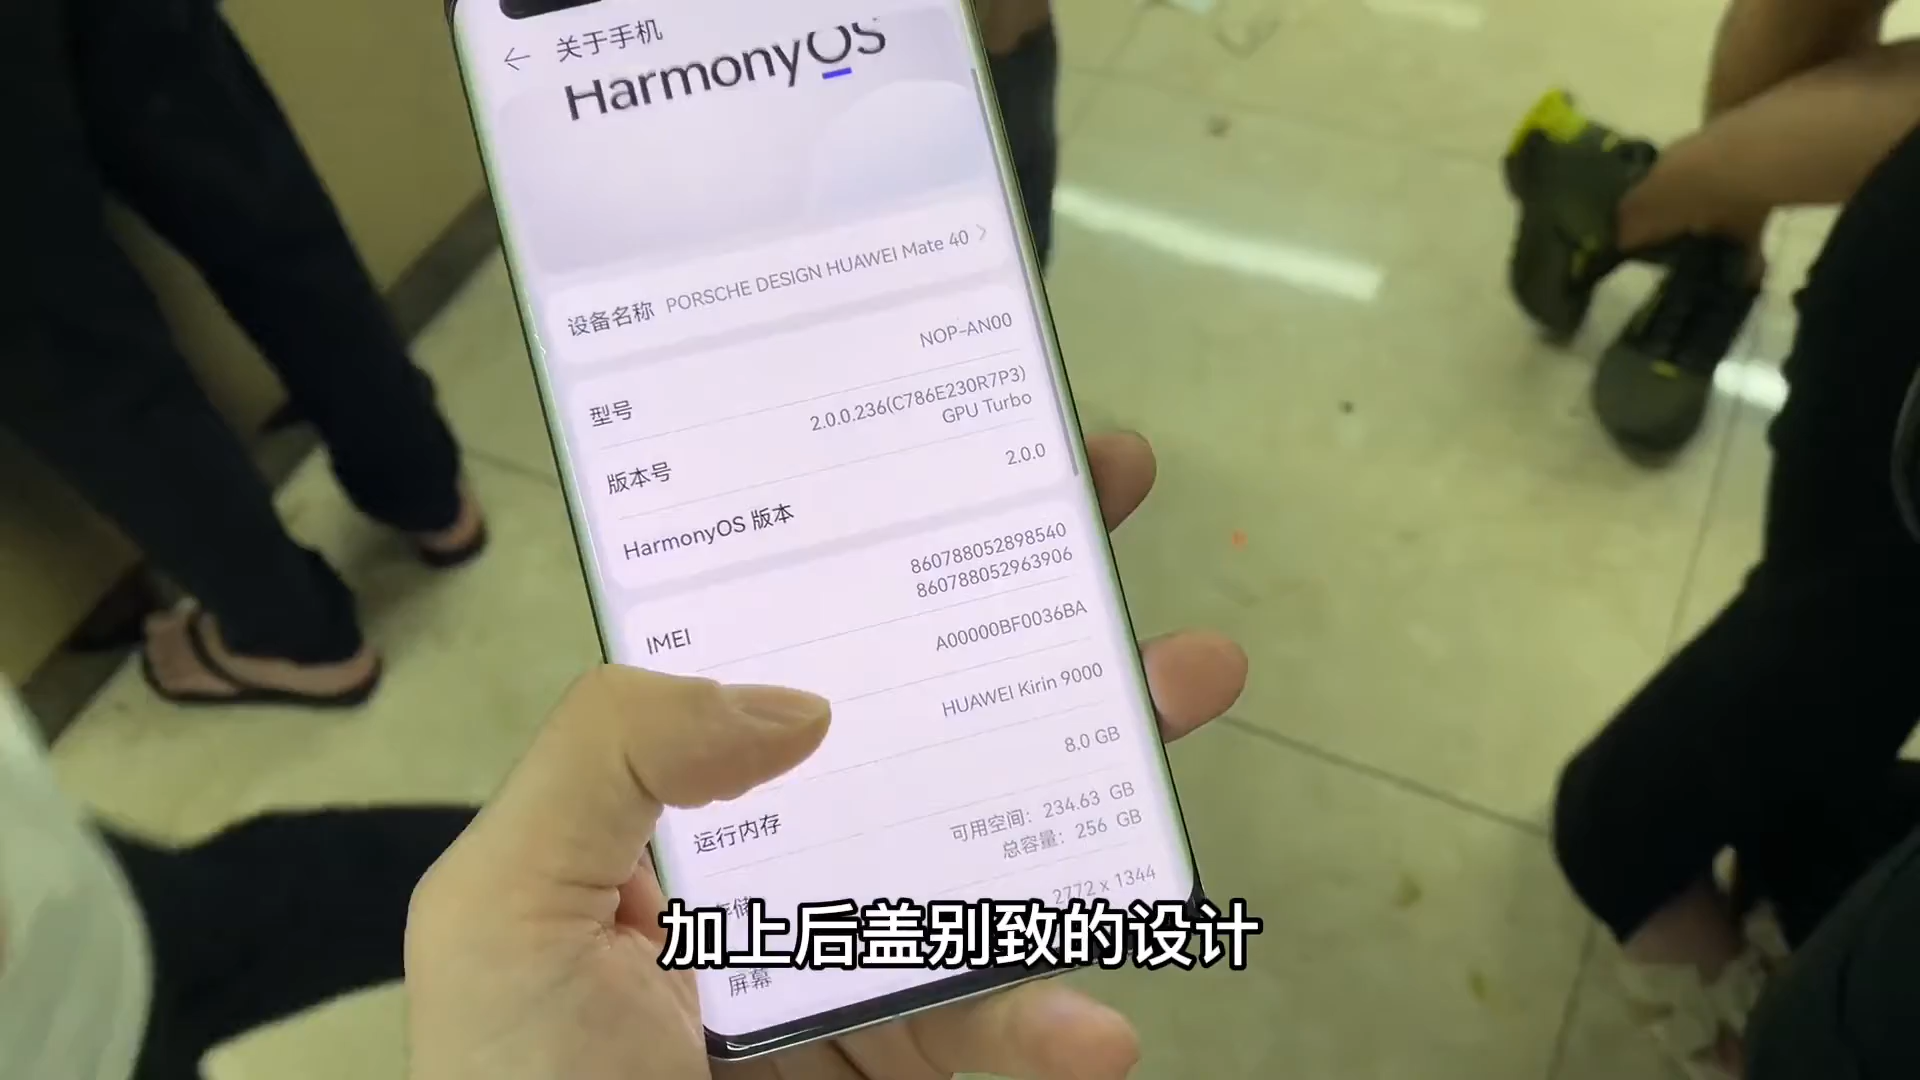 关于手机
HarmonyOS
设备名称 PORSCHE DESIGN HUAWEI Mate 40
型号 NOP-AN00
版本号 2.0.0.236(C786E230R7P3)
GPU Turbo
HarmonyOS 版本 2.0.0
IMEI 860788052898540
860788052963906
A00000BF0036BA
HUAWEI Kirin 9000
运行内存 8.0 GB
存储 可用空间: 234.63 GB
总容量: 256 GB
屏幕 2772 x 1344
加上后盖别致的设计